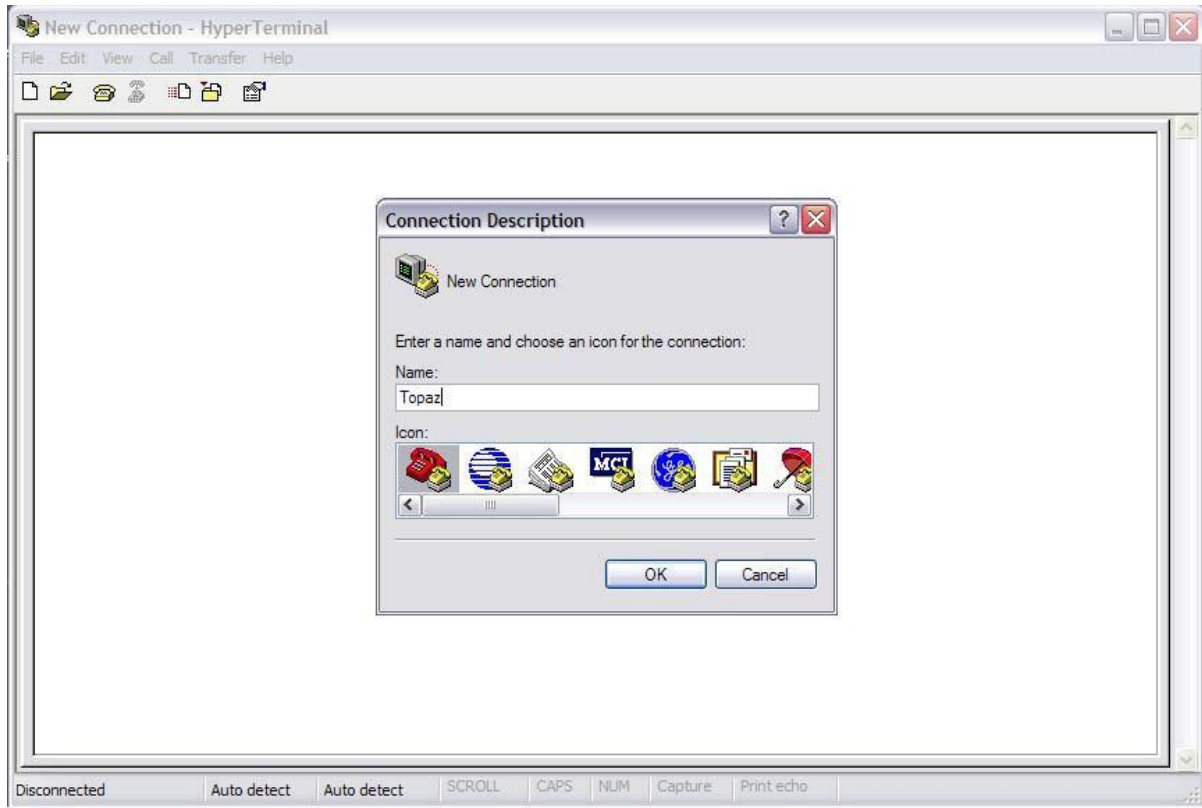 New Connection - HyperTerminal
File Edit View Call Transfer Help
Connection Description
?
New Connection
Enter a name and choose an icon for the connection:
Name:
Topaz
Icon:
MCI
OK Cancel
Disconnected Auto detect Auto detect SCROLL CAPS NUM Capture Print echo